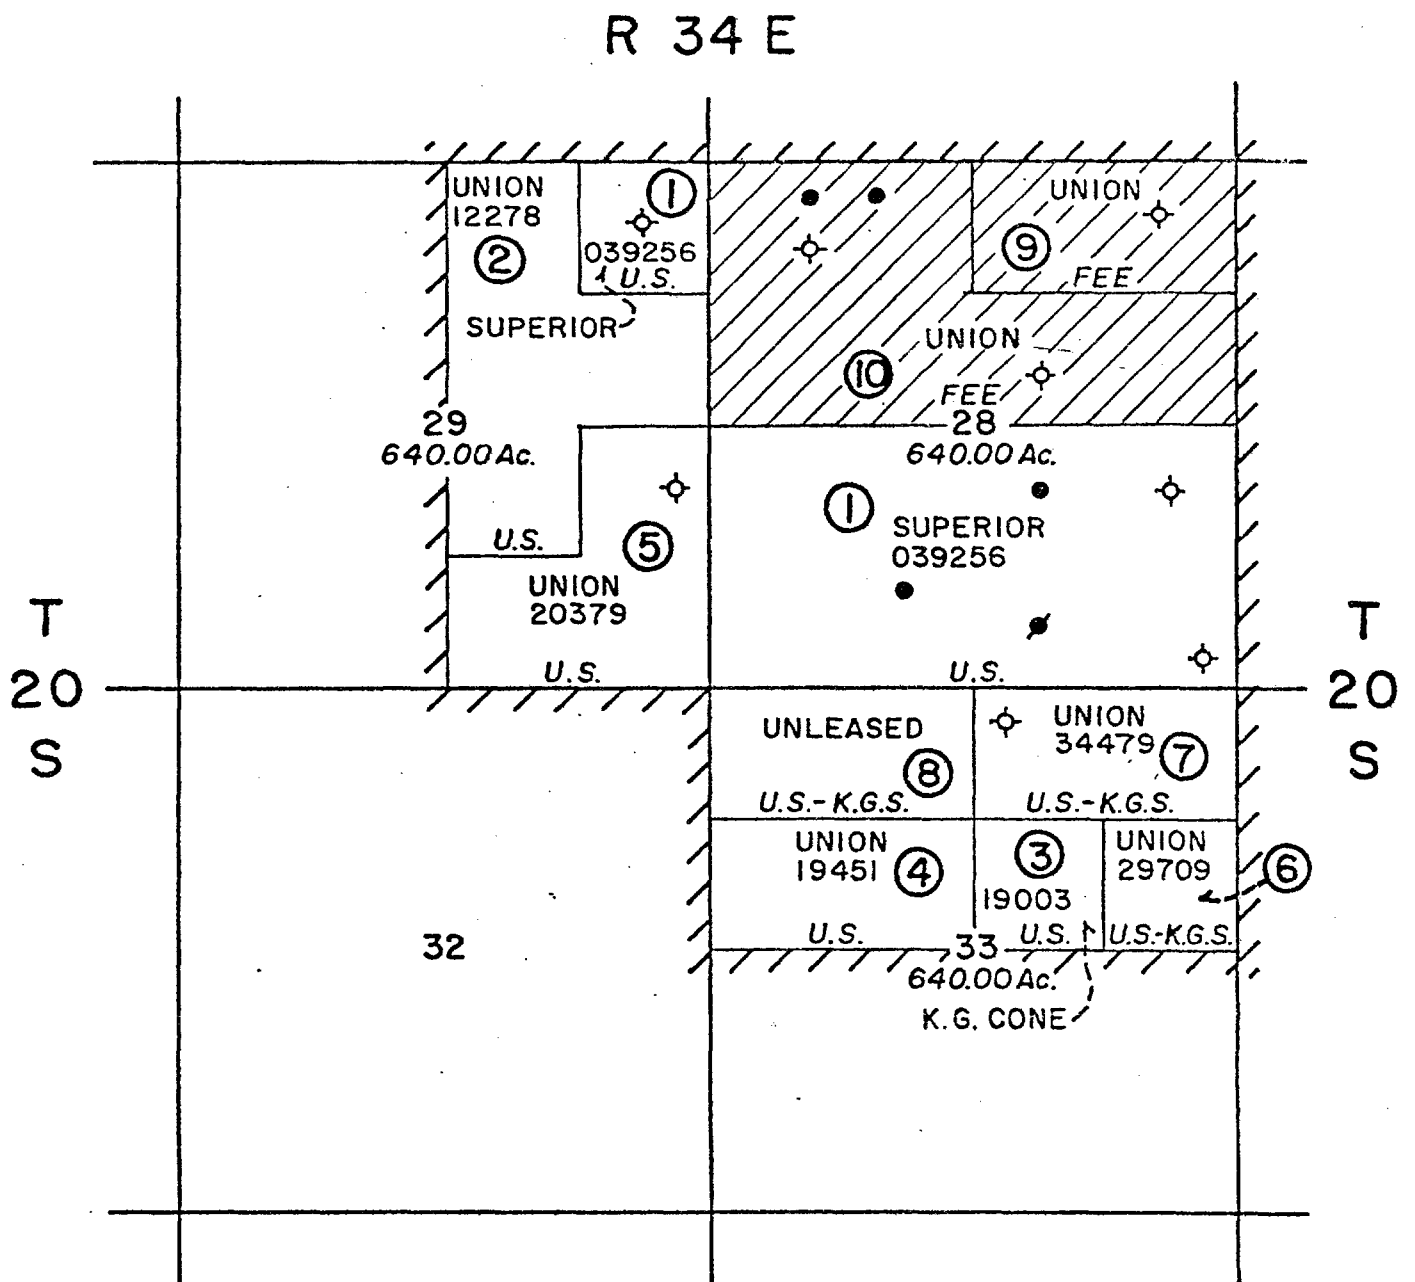 R 34 E
UNION
12278
②
①
039256
U.S.
SUPERIOR
UNION
⑨
FEE
UNION
⑩
FEE
29
640.00 Ac.
28
640.00 Ac.
U.S.
⑤
UNION
20379
U.S.
①
SUPERIOR
039256
U.S.
T
20
S
T
20
S
UNLEASED
⑧
U.S.-K.G.S.
UNION
34479
⑦
U.S.-K.G.S.
UNION
19451
④
U.S.
③
19003
U.S.
UNION
29709
⑥
U.S.-K.G.S.
32
33
640.00 Ac.
K.G. CONE